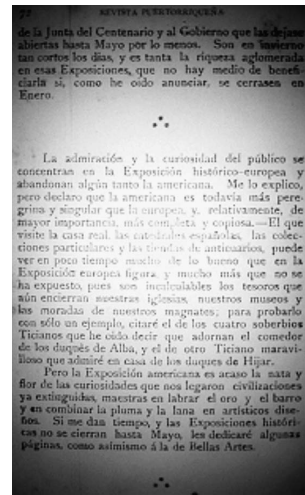 72 REVISTA PUERTORRIQUEÑA
de la Junta del Centenario y al Gobierno que las dejase
abiertas hasta Mayo por lo menos. Son en invierno
tan cortos los dias, y es tanta la riqueza aglomerada
en esas Exposiciones, que no hay medio de benefi-
ciarla si, como he oido anunciar, se cerrasen en
Enero.
La admiración y la curiosidad del público se
concentran en la Exposición histórico-europea y
abandonan algún tanto la americana. Me lo explico,
pero declaro que la americana es todavía más pere-
grina y singular que la europea, y, relativamente, de
mayor importancia, más completa y copiosa.—El que
visite la casa real, las catedrales españolas, las colec-
ciones particulares y las tiendas de anticuarios, puede
ver en poco tiempo mucho de lo bueno que en la
Exposición europea figura, y mucho más que no se
ha expuesto, pues son incalculables los tesoros que
aún encierran nuestras iglesias, nuestros museos y
las moradas de nuestros magnates; para probarlo
con sólo un ejemplo, citaré el de los cuatro soberbios
Ticianos que he oido decir que adornan el comedor
de los duques de Alba, y el de otro Ticiano maravi-
lloso que admiré en casa de los duques de Hijar.
Pero la Exposición americana es acaso la nata y
flor de las curiosidades que nos legaron civilizaciones
ya extinguidas, maestras en labrar el oro y el barro
y en combinar la pluma y la lana en artísticos dise-
ños. Si me dan tiempo, y las Exposiciones históri-
cas no se cierran hasta Mayo, les dedicaré algunas
páginas, como asimismo á la de Bellas Artes.